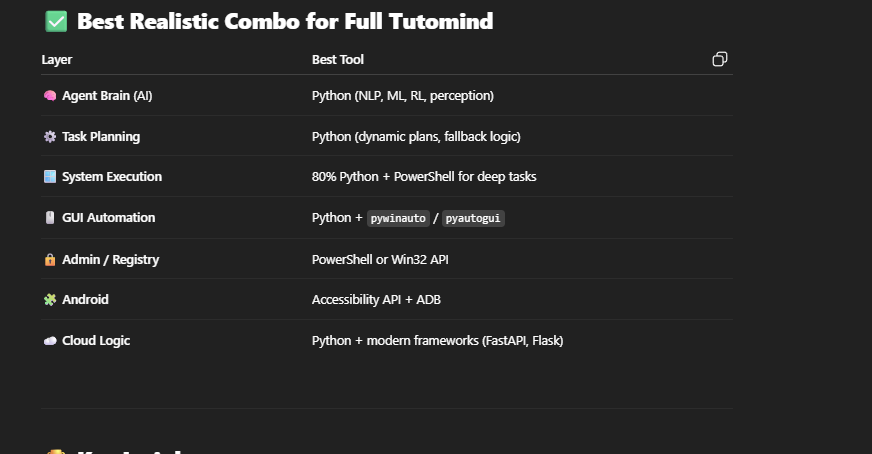 ✅ Best Realistic Combo for Full Tutomind
Layer Best Tool
🧠 Agent Brain (AI) Python (NLP, ML, RL, perception)
⚙️ Task Planning Python (dynamic plans, fallback logic)
🪟 System Execution 80% Python + PowerShell for deep tasks
🖱️ GUI Automation Python + pywinauto / pyautogui
🔒 Admin / Registry PowerShell or Win32 API
🧩 Android Accessibility API + ADB
☁️ Cloud Logic Python + modern frameworks (FastAPI, Flask)